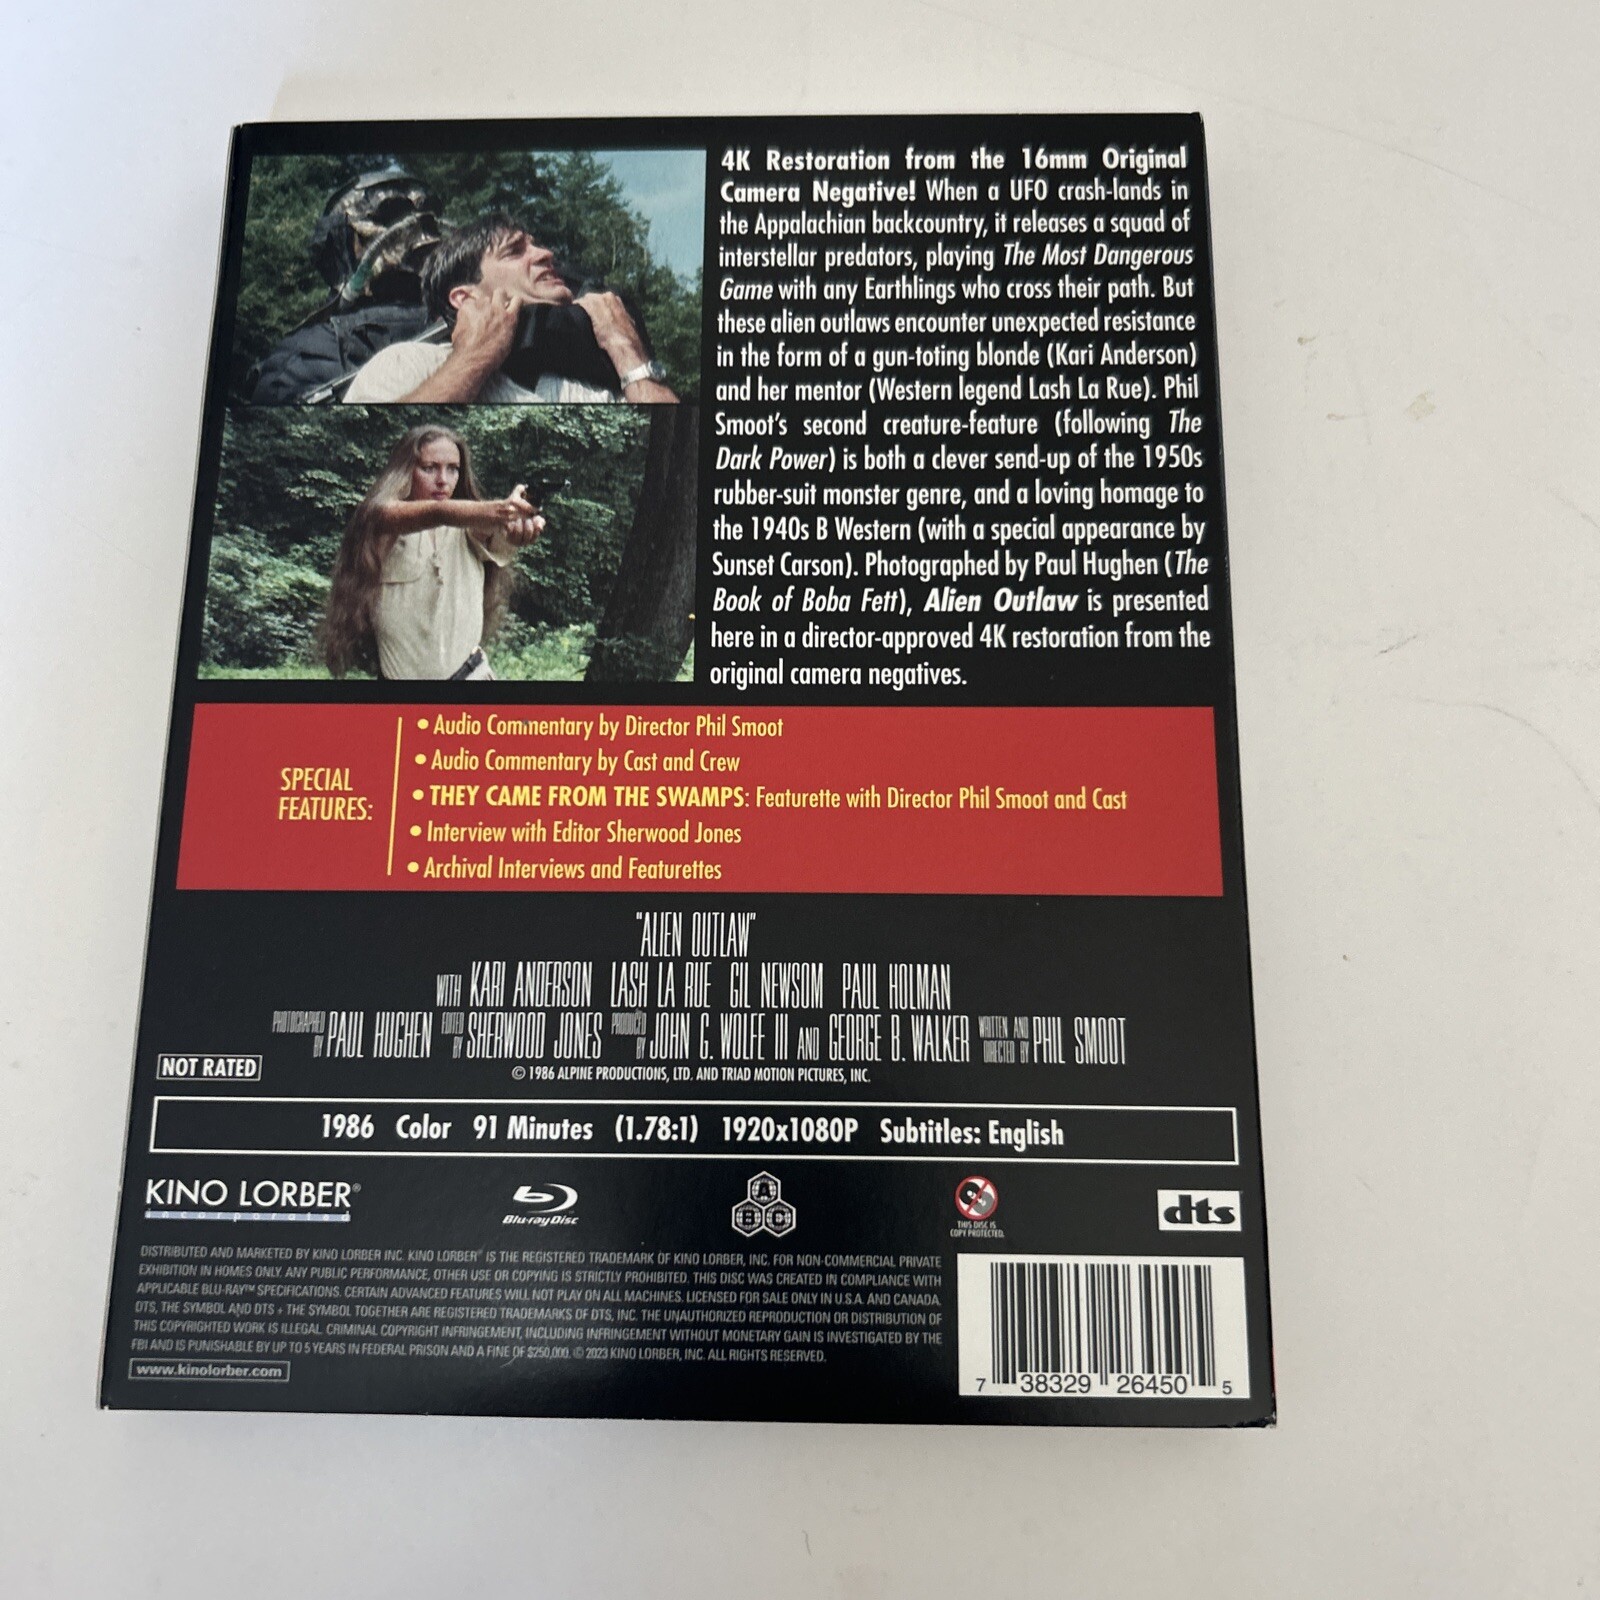 4K Restoration from the 16mm Original
Camera Negative! When a UFO crash-lands in
the Appalachian backcountry, it releases a squad of
interstellar predators, playing The Most Dangerous
Game with any Earthlings who cross their path. But
these alien outlaws encounter unexpected resistance
in the form of a gun-toting blonde (Kari Anderson)
and her mentor (Western legend Lash La Rue). Phil
Smoot's second creature-feature (following The
Dark Power) is both a clever send-up of the 1950s
rubber-suit monster genre, and a loving homage to
the 1940s B Western (with a special appearance by
Sunset Carson). Photographed by Paul Hughen (The
Book of Boba Fett), Alien Outlaw is presented
here in a director-approved 4K restoration from the
original camera negatives.
SPECIAL
FEATURES:
• Audio Commentary by Director Phil Smoot
• Audio Commentary by Cast and Crew
• THEY CAME FROM THE SWAMPS: Featurette with Director Phil Smoot and Cast
• Interview with Editor Sherwood Jones
• Archival Interviews and Featurettes
"ALIEN OUTLAW"
WITH KARI ANDERSON LASH LA RUE GIL NEWSOM PAUL HOLMAN
PHOTOGRAPHED BY PAUL HUGHEN EDITED BY SHERWOOD JONES PRODUCED BY JOHN G. WOLFE III AND GEORGE B. WALKER WRITTEN AND DIRECTED BY PHIL SMOOT
NOT RATED
© 1986 ALPINE PRODUCTIONS, LTD. AND TRIAD MOTION PICTURES, INC.
1986 Color 91 Minutes (1.78:1) 1920x1080P Subtitles: English
KINO LORBER®
incorporated
Blu-ray Disc
A
B C
THIS DISC IS
COPY PROTECTED.
dts
DISTRIBUTED AND MARKETED BY KINO LORBER INC. KINO LORBER® IS THE REGISTERED TRADEMARK OF KINO LORBER, INC. FOR NON-COMMERCIAL PRIVATE
EXHIBITION IN HOMES ONLY. ANY PUBLIC PERFORMANCE, OTHER USE OR COPYING IS STRICTLY PROHIBITED. THIS DISC WAS CREATED IN COMPLIANCE WITH
APPLICABLE BLU-RAY™ SPECIFICATIONS. CERTAIN ADVANCED FEATURES WILL NOT PLAY ON ALL MACHINES. LICENSED FOR SALE ONLY IN U.S.A. AND CANADA.
DTS, THE SYMBOL AND DTS + THE SYMBOL TOGETHER ARE REGISTERED TRADEMARKS OF DTS, INC. THE UNAUTHORIZED REPRODUCTION OR DISTRIBUTION OF
THIS COPYRIGHTED WORK IS ILLEGAL. CRIMINAL COPYRIGHT INFRINGEMENT, INCLUDING INFRINGEMENT WITHOUT MONETARY GAIN IS INVESTIGATED BY THE
FBI AND IS PUNISHABLE BY UP TO 5 YEARS IN FEDERAL PRISON AND A FINE OF $250,000. © 2023 KINO LORBER, INC. ALL RIGHTS RESERVED.
www.kinolorber.com
7 38329 26450 5